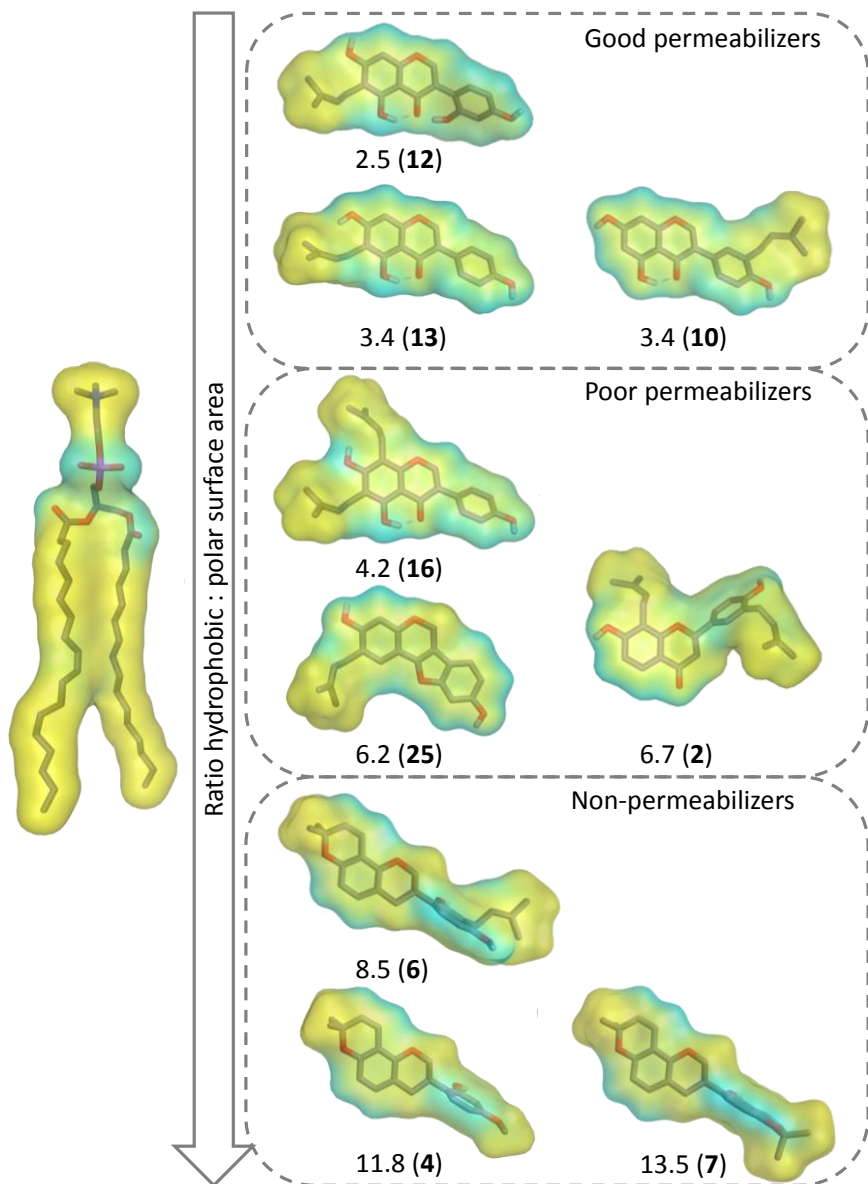 Ratio hydrophobic : polar surface area
Good permeabilizers
2.5 (12)
3.4 (13)
3.4 (10)
Poor permeabilizers
4.2 (16)
6.2 (25)
6.7 (2)
Non-permeabilizers
8.5 (6)
11.8 (4)
13.5 (7)